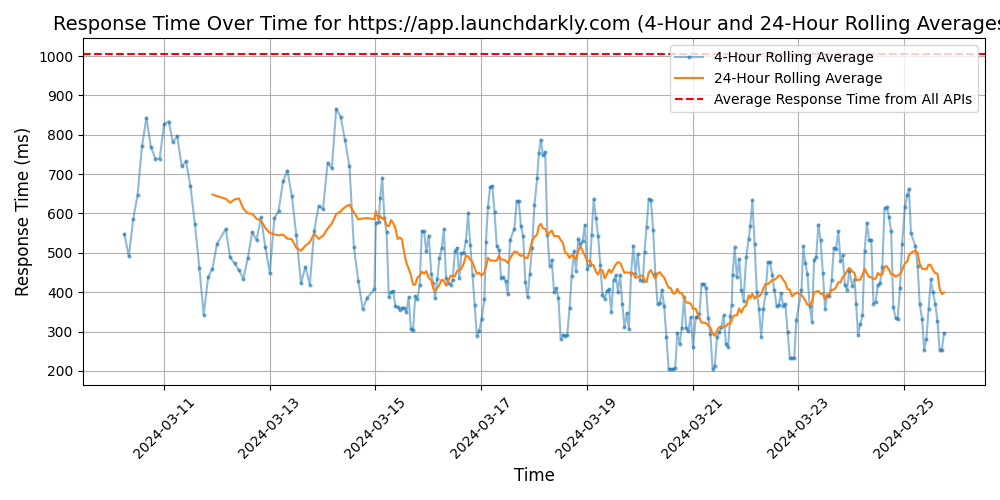 Response Time Over Time for https://app.launchdarkly.com (4-Hour and 24-Hour Rolling Averages
4-Hour Rolling Average
24-Hour Rolling Average
Average Response Time from All APIs
Response Time (ms)
1000
900
800
700
600
500
400
300
200
2024-03-11
2024-03-13
2024-03-15
2024-03-17
2024-03-19
2024-03-21
2024-03-23
2024-03-25
Time